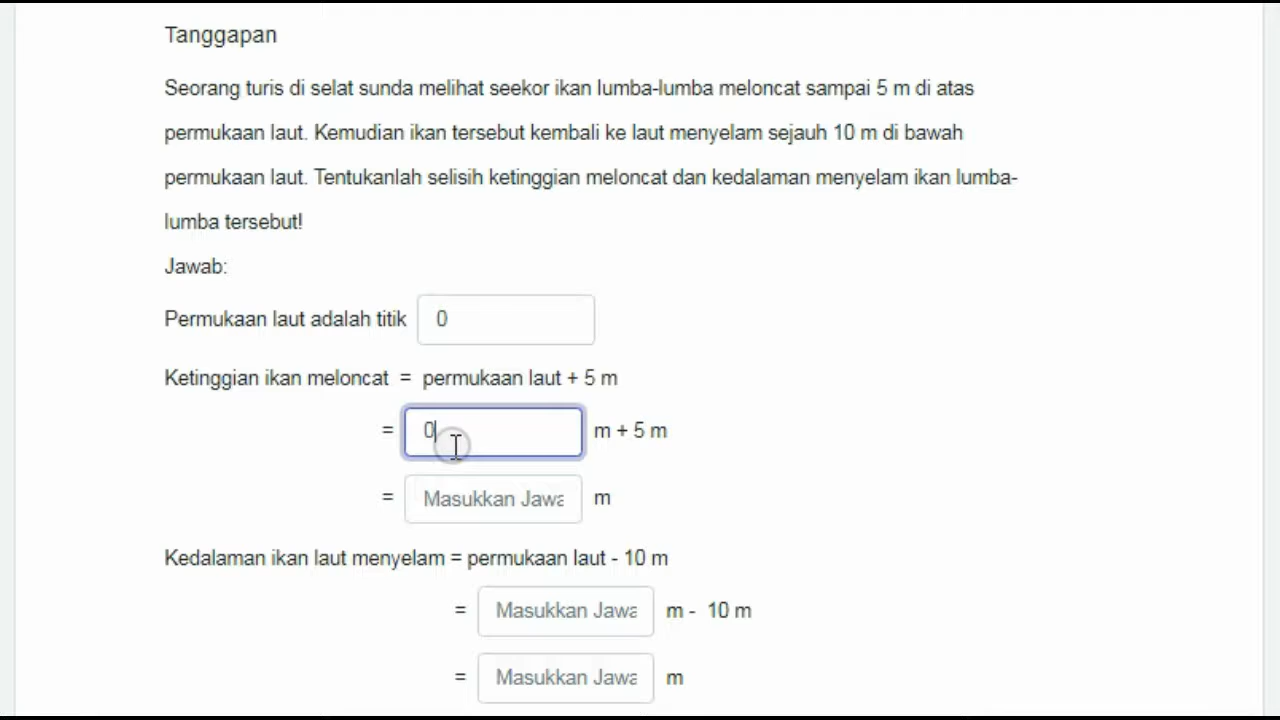 Tanggapan
Seorang turis di selat sunda melihat seekor ikan lumba-lumba meloncat sampai 5 m di atas
permukaan laut. Kemudian ikan tersebut kembali ke laut menyelam sejauh 10 m di bawah
permukaan laut. Tentukanlah selisih ketinggian meloncat dan kedalaman menyelam ikan lumba-
lumba tersebut!
Jawab:
Permukaan laut adalah titik 0
Ketinggian ikan meloncat = permukaan laut + 5 m
= 0 m + 5 m
= Masukkan Jawa m
Kedalaman ikan laut menyelam = permukaan laut - 10 m
= Masukkan Jawa m - 10 m
= Masukkan Jawa m